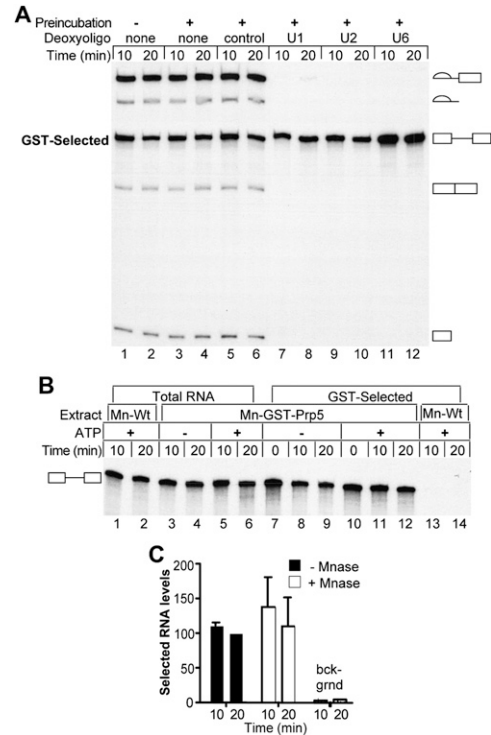 A
Preincubation - + + + + +
Deoxyoligo none none control U1 U2 U6
Time (min) 10 20 10 20 10 20 10 20 10 20 10 20
GST-Selected
1 2 3 4 5 6 7 8 9 10 11 12
B
Total RNA GST-Selected
Extract Mn-Wt Mn-GST-Prp5 Mn-Wt
ATP + - + - + +
Time (min) 10 20 10 20 10 20 0 10 20 0 10 20 10 20
1 2 3 4 5 6 7 8 9 10 11 12 13 14
C
Selected RNA levels
200
150
100
50
0
- Mnase
+ Mnase
bck-
grnd
10 20 10 20 10 20
Time (min)